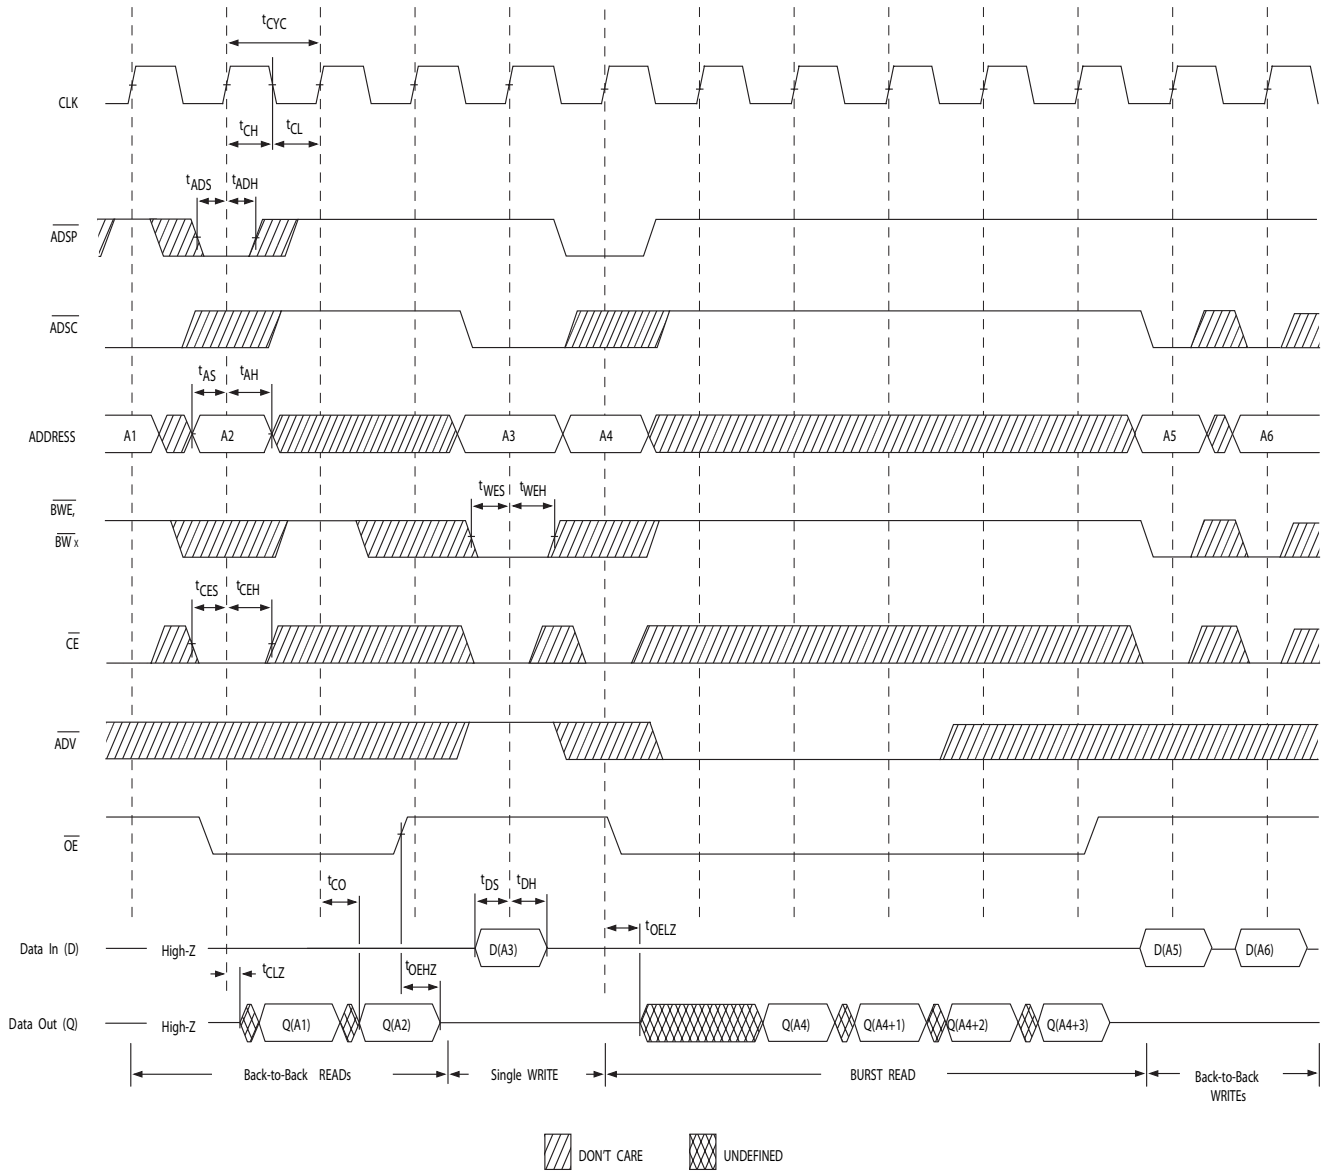 tCYC
CLK
tCH
tCL
tADS
tADH
ADSP
ADSC
tAS
tAH
ADDRESS
A1
A2
A3
A4
A5
A6
tWES
tWEH
BWE,
BW x
tCES
tCEH
CE
ADV
OE
tCO
tDS
tDH
tOELZ
Data In (D)
High-Z
D(A3)
D(A5)
D(A6)
tCLZ
tOEHZ
Data Out (Q)
High-Z
Q(A1)
Q(A2)
Q(A4)
Q(A4+1)
Q(A4+2)
Q(A4+3)
Back-to-Back READs
Single WRITE
BURST READ
Back-to-Back
WRITEs
DON'T CARE
UNDEFINED